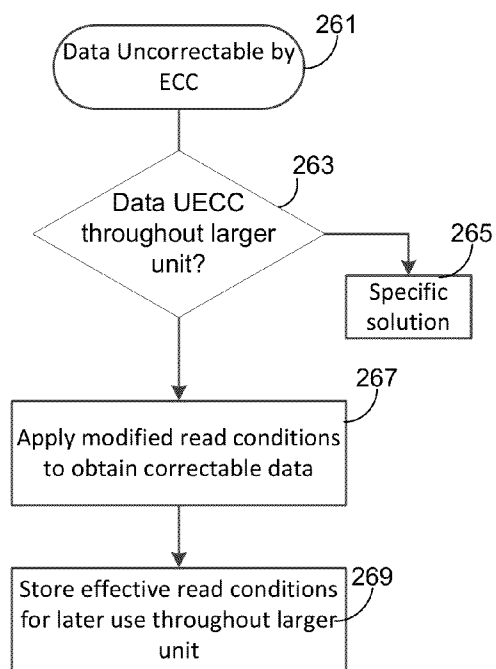 261
Data Uncorrectable by
ECC
263
Data UECC
throughout larger
unit?
265
Specific
solution
267
Apply modified read conditions
to obtain correctable data
Store effective read conditions
for later use throughout larger
unit
269